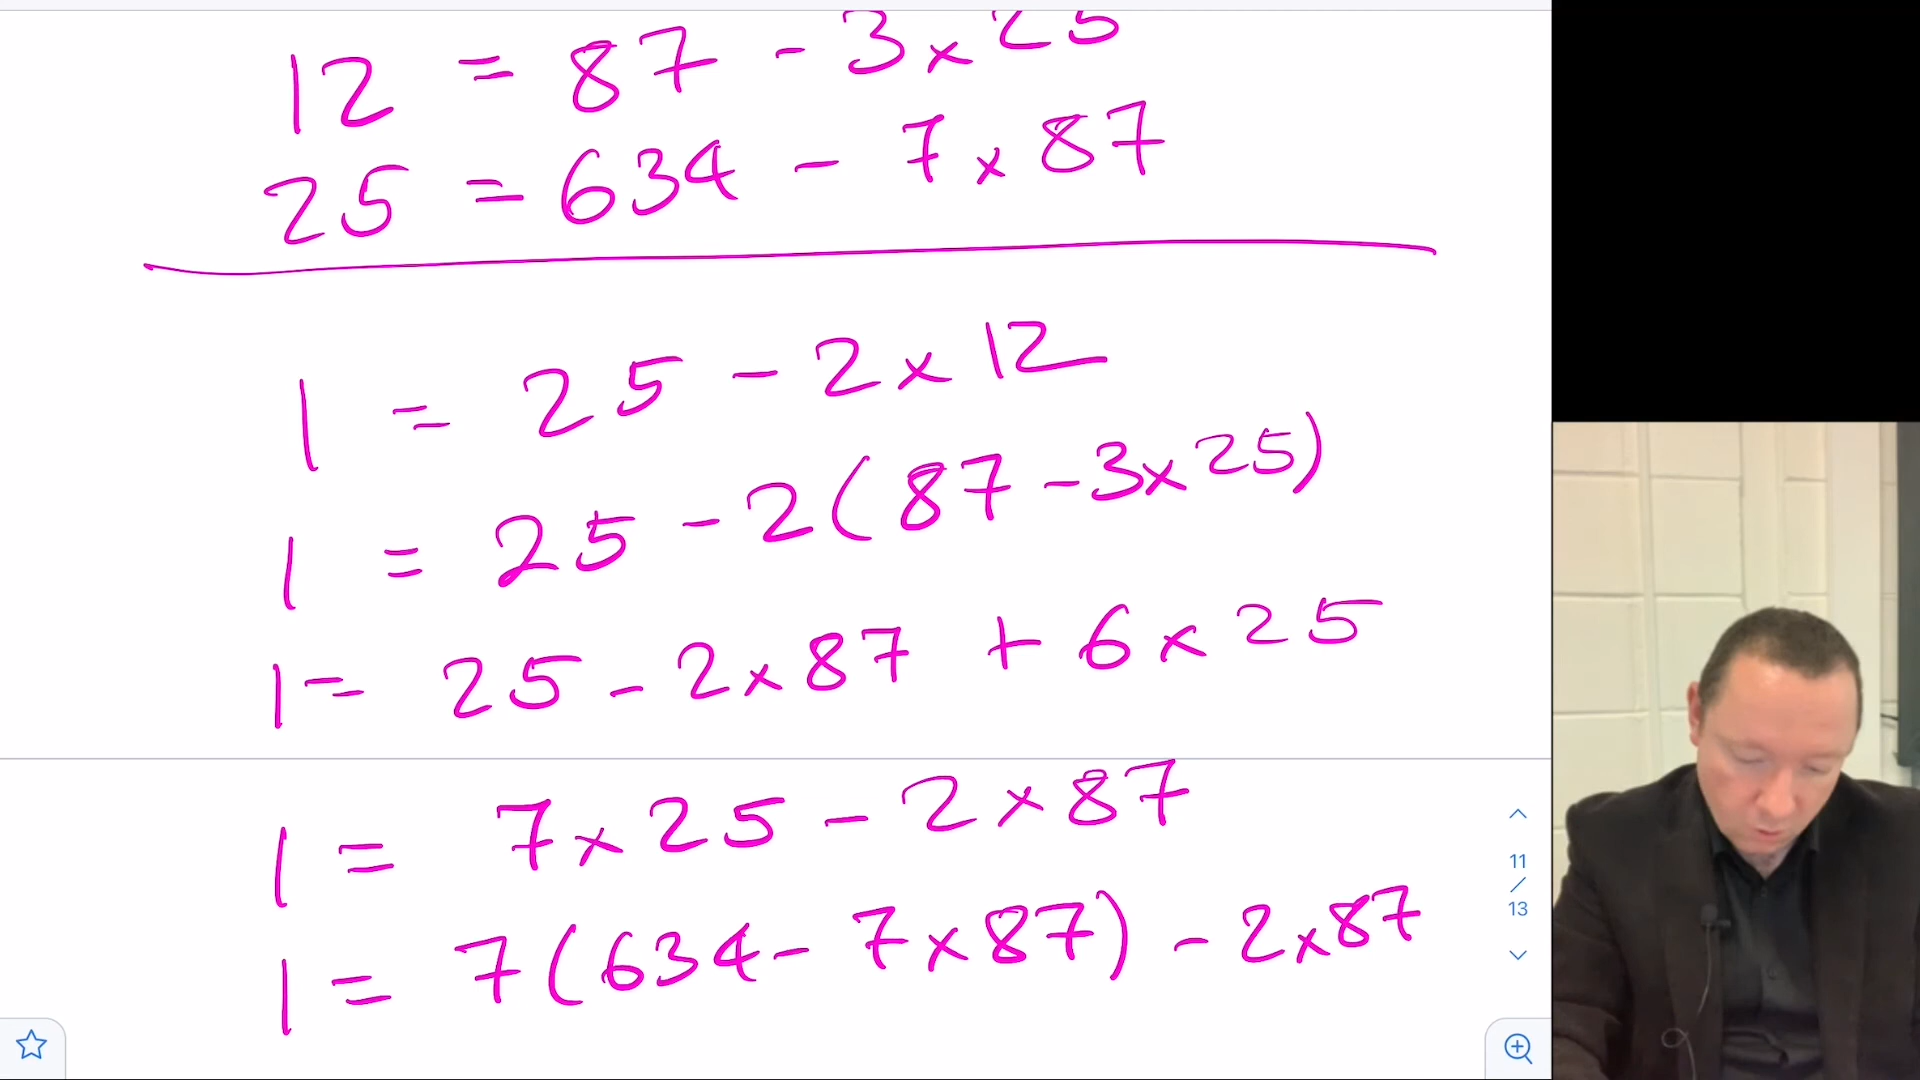 12 = 87 - 3 x 25
25 = 634 - 7 x 87
1 = 25 - 2 x 12
1 = 25 - 2 ( 87 - 3 x 25 )
1 = 25 - 2 x 87 + 6 x 25
1 = 7 x 25 - 2 x 87
1 = 7 ( 634 - 7 x 87 ) - 2 x 87
11
/
13